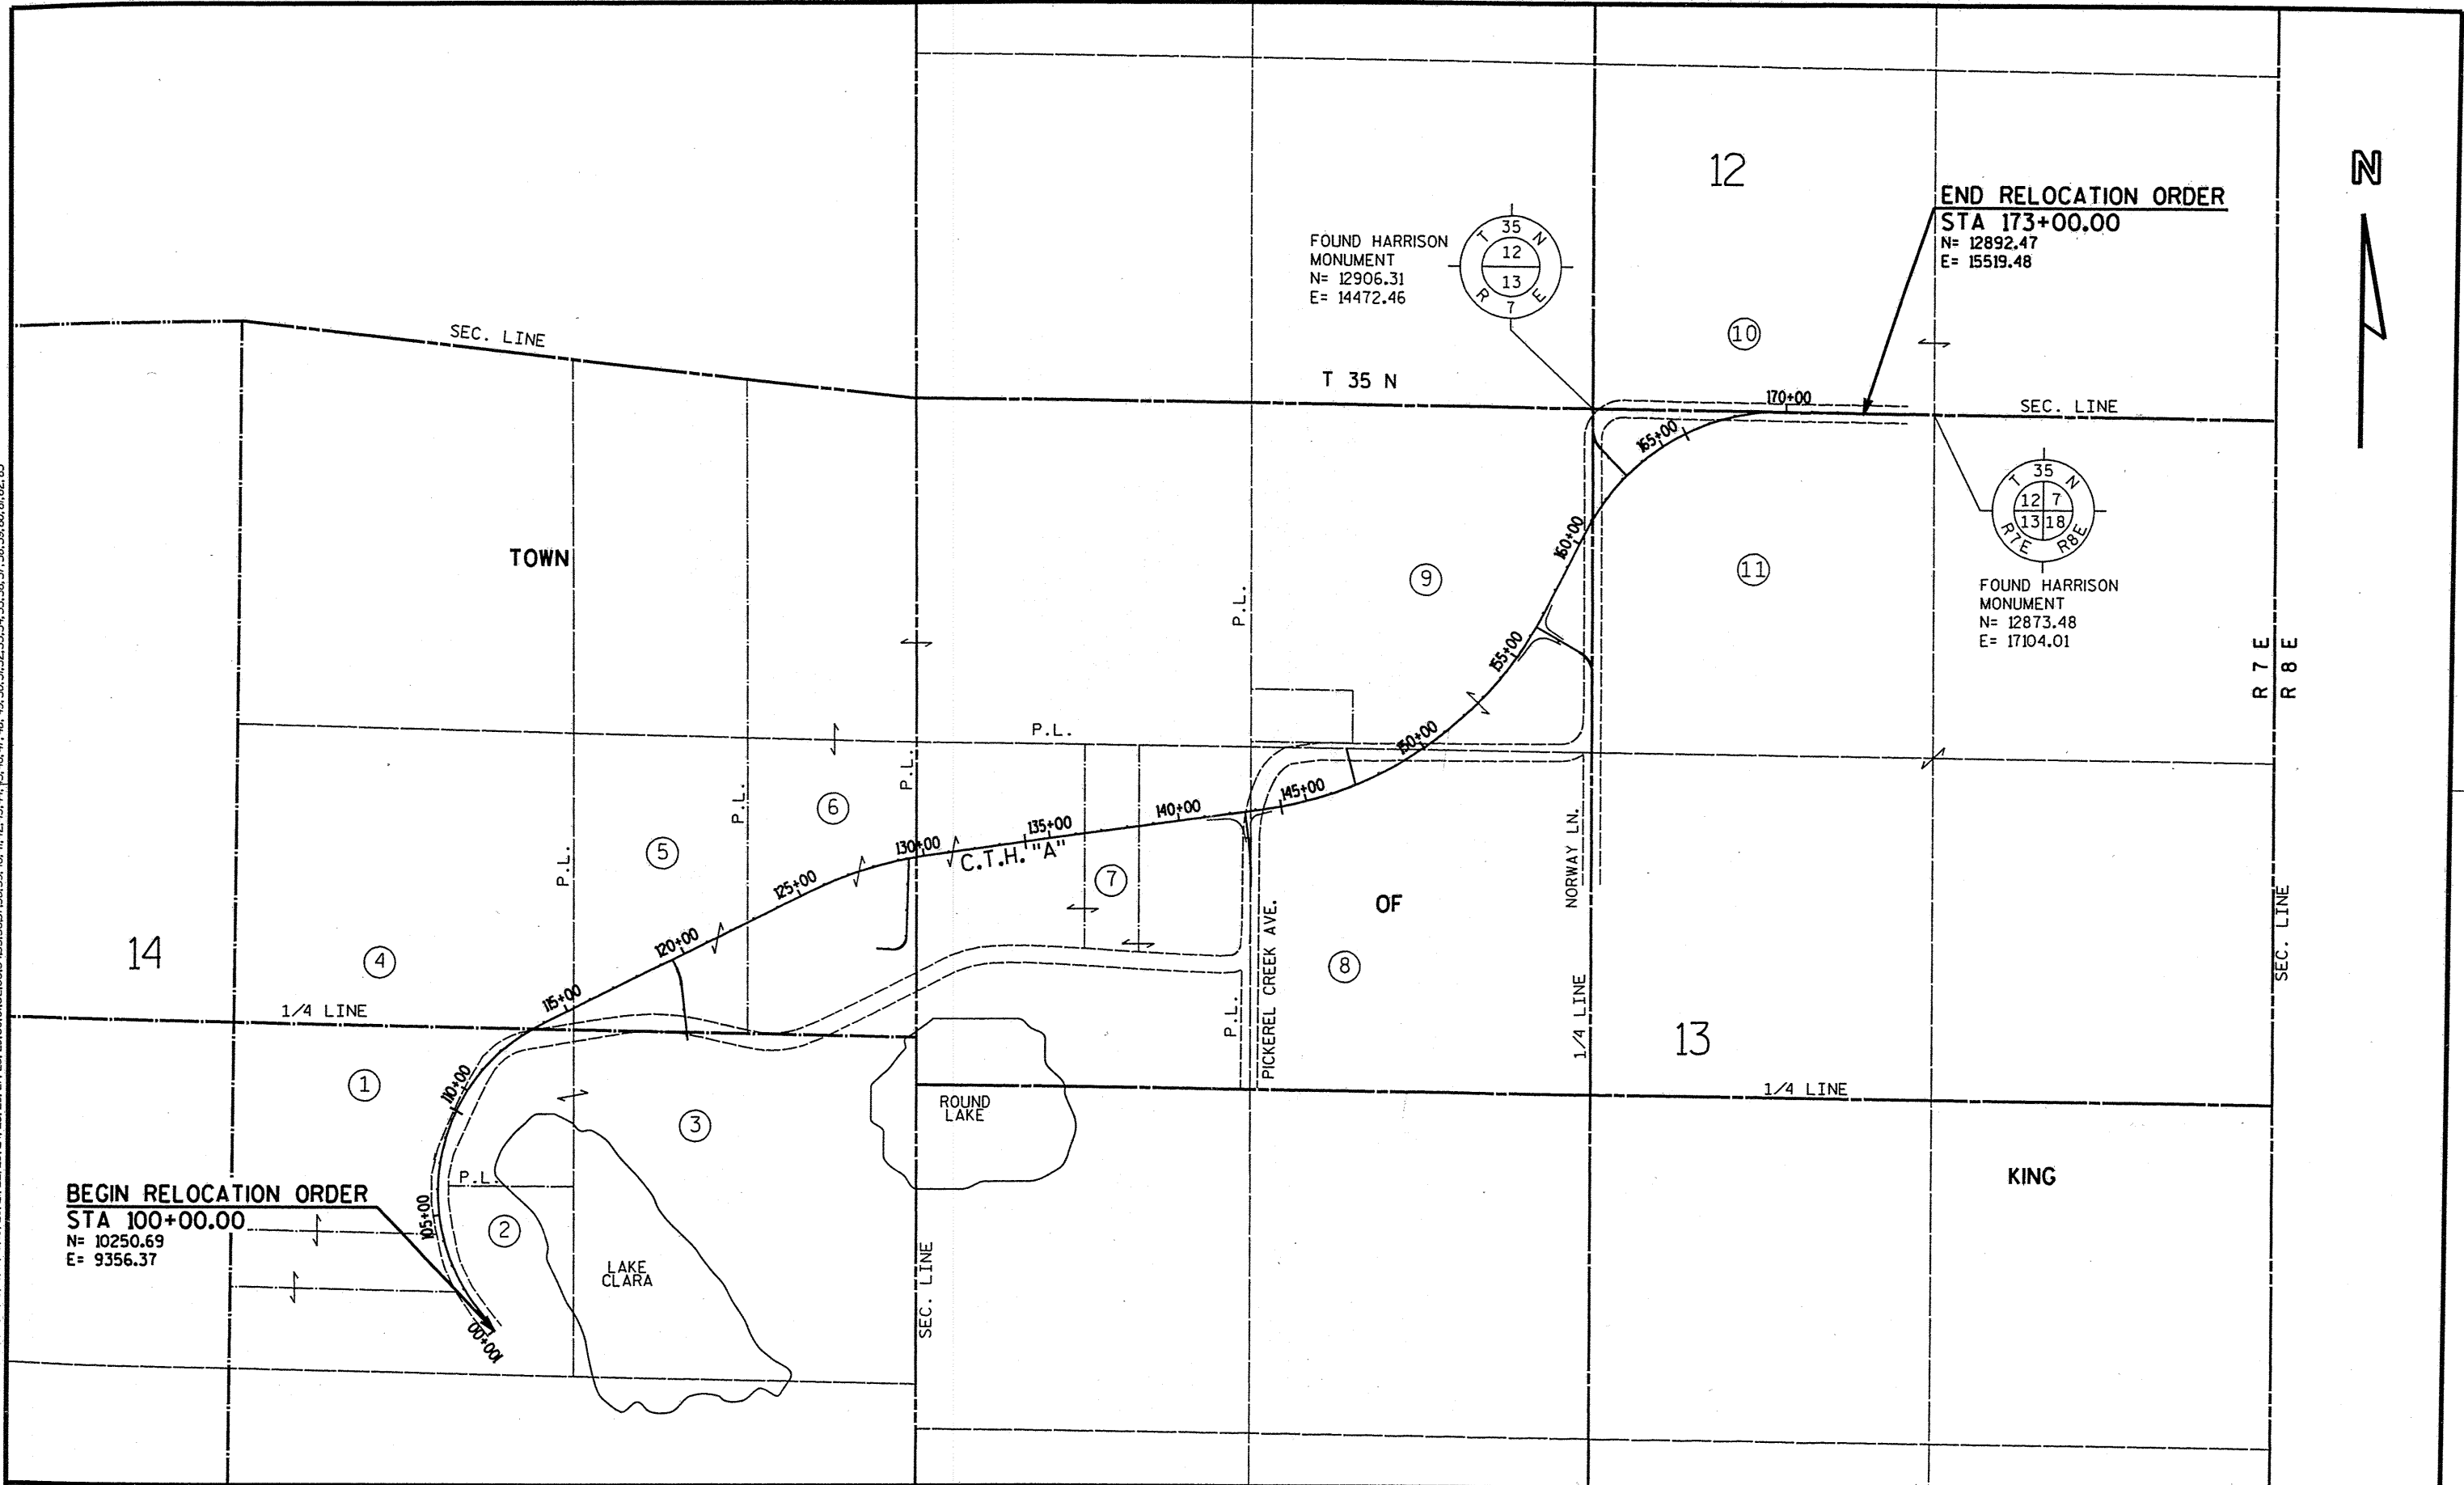 12
N
END RELOCATION ORDER
STA 173+00.00
N= 12892.47
E= 15519.48
FOUND HARRISON
MONUMENT
N= 12906.31
E= 14472.46
T 35 N
12
13
R 7 E
10
SEC. LINE
T 35 N
170+00
SEC. LINE
165+00
T 35 N
12 7
13 18
R7E R8E
FOUND HARRISON
MONUMENT
N= 12873.48
E= 17104.01
160+00
TOWN
9
11
P.L.
155+00
R 7 E
R 8 E
P.L.
150+00
P.L.
P.L.
145+00
140+00
6
135+00
130+00
C.T.H. "A"
5
P.L.
125+00
7
NORWAY LN.
OF
PICKEREL CREEK AVE.
SEC. LINE
120+00
14
4
8
115+00
1/4 LINE
P.L.
1/4 LINE
13
1
110+00
ROUND
LAKE
1/4 LINE
3
P.L.
KING
BEGIN RELOCATION ORDER
STA 100+00.00
N= 10250.69
E= 9356.37
105+00
2
LAKE
CLARA
SEC. LINE
100+00